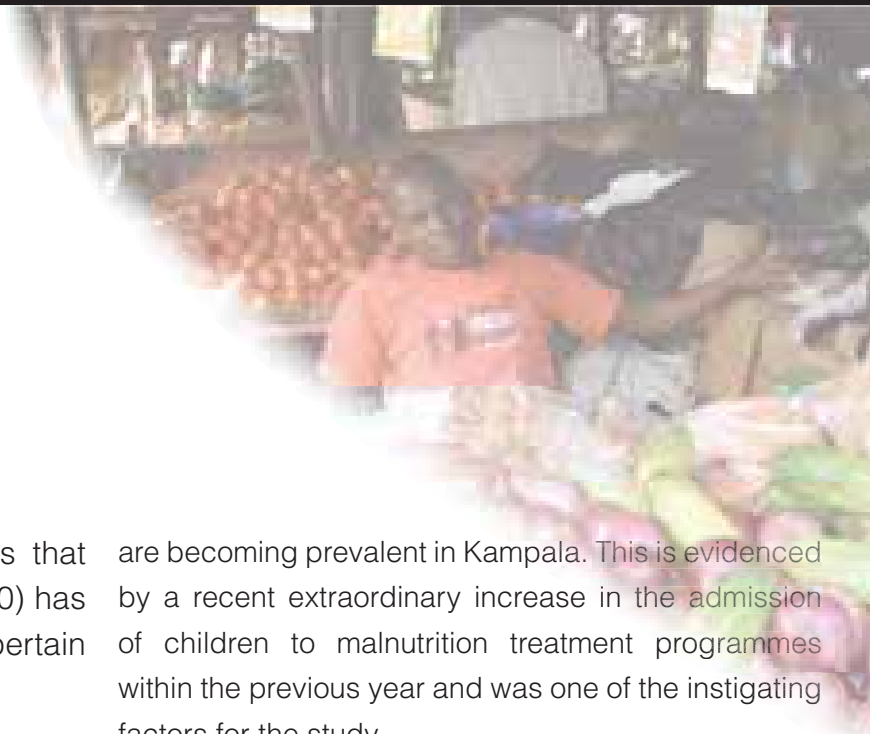 s that
0) has
pertain
are becoming prevalent in Kampala. This is evidenced
by a recent extraordinary increase in the admission
of children to malnutrition treatment programmes
within the previous year and was one of the instigating
factors for the study